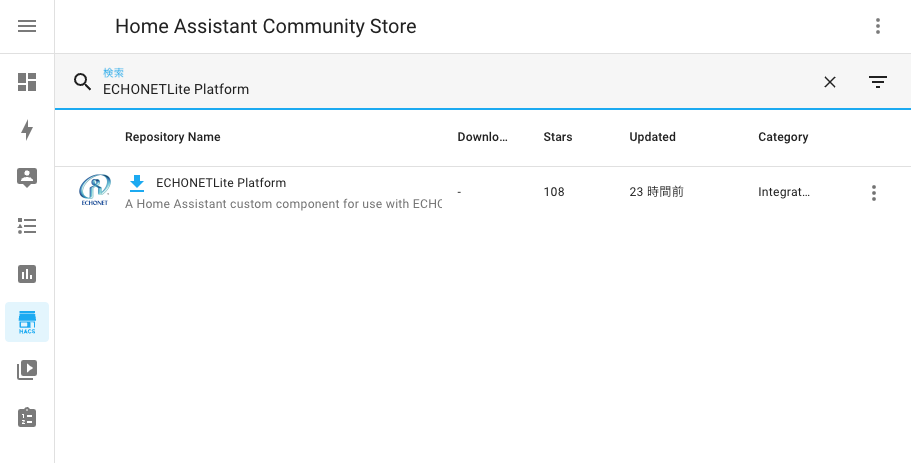 Home Assistant Community Store
検索
ECHONETLite Platform
Repository Name Downlo... Stars Updated Category
ECHONET
ECHONETLite Platform
A Home Assistant custom component for use with ECHC
- 108 23 時間前 Integrat...
HACS